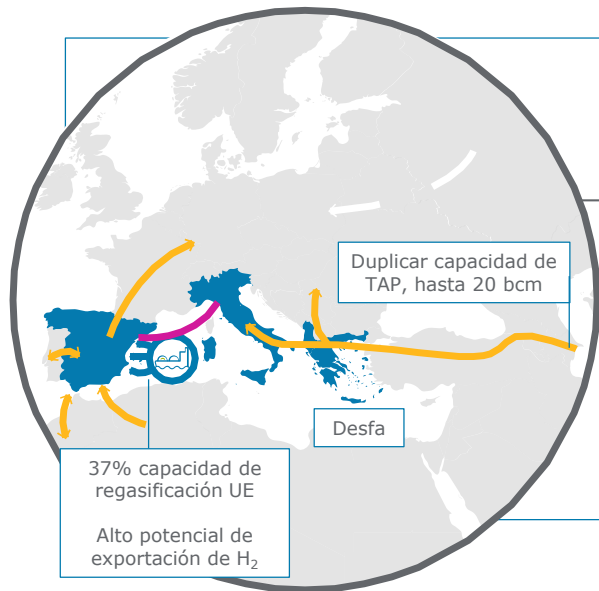 Duplicar capacidad de
TAP, hasta 20 bcm
Desfa
37% capacidad de
regasificación UE
Alto potencial de
exportación de H₂